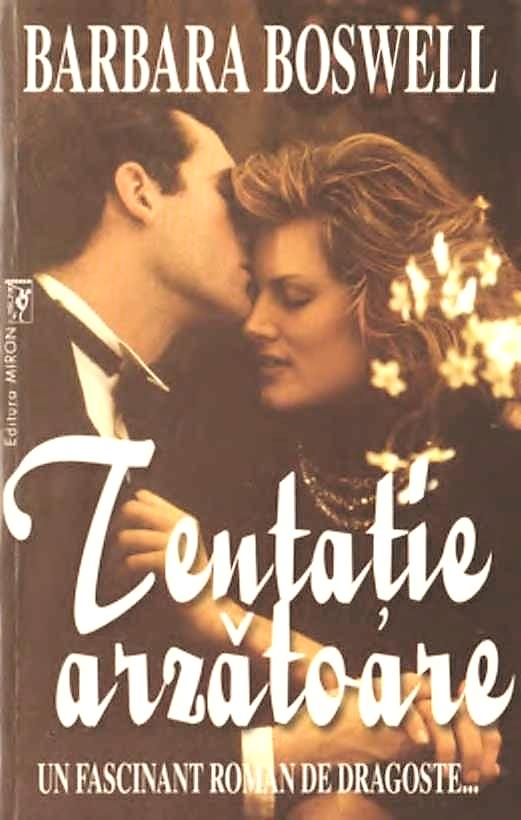 BARBARA BOSWELL
Editura MIRON
Tentație
arzătoare
UN FASCINANT ROMAN DE DRAGOSTE...